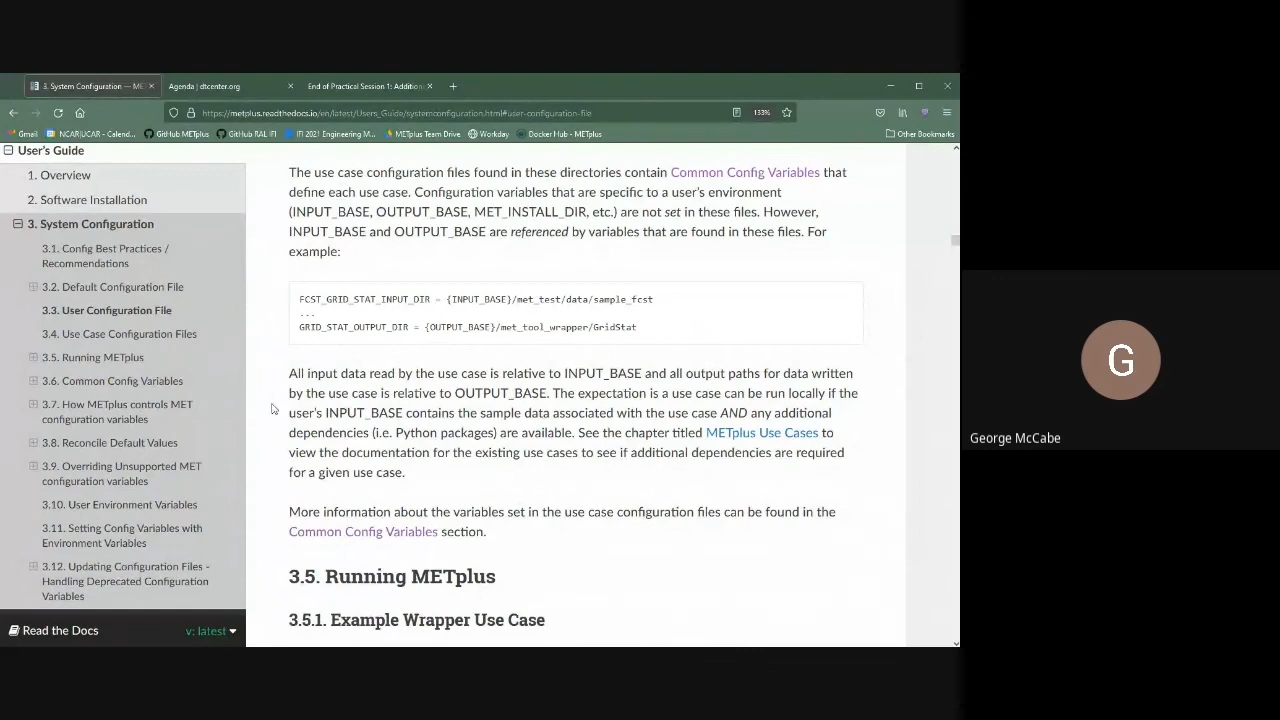 3. System Configuration — ME
Agenda | dtcenter.org
End of Practical Session 1: Addition
https://metplus.readthedocs.io/en/latest/Users_Guide/systemconfiguration.html#user-configuration-file
133%
Gmail
NCAR|UCAR - Calend...
GitHub METplus
GitHub RAL IFI
IFI 2021 Engineering M...
METplus Team Drive
Workday
Docker Hub - METplus
Other Bookmarks
User's Guide
1. Overview
2. Software Installation
3. System Configuration
3.1. Config Best Practices /
Recommendations
3.2. Default Configuration File
3.3. User Configuration File
3.4. Use Case Configuration Files
3.5. Running METplus
3.6. Common Config Variables
3.7. How METplus controls MET
configuration variables
3.8. Reconcile Default Values
3.9. Overriding Unsupported MET
configuration variables
3.10. User Environment Variables
3.11. Setting Config Variables with
Environment Variables
3.12. Updating Configuration Files -
Handling Deprecated Configuration
Variables
Read the Docs
v: latest
The use case configuration files found in these directories contain Common Config Variables that
define each use case. Configuration variables that are specific to a user's environment
(INPUT_BASE, OUTPUT_BASE, MET_INSTALL_DIR, etc.) are not set in these files. However,
INPUT_BASE and OUTPUT_BASE are referenced by variables that are found in these files. For
example:
FCST_GRID_STAT_INPUT_DIR = {INPUT_BASE}/met_test/data/sample_fcst
...
GRID_STAT_OUTPUT_DIR = {OUTPUT_BASE}/met_tool_wrapper/GridStat
All input data read by the use case is relative to INPUT_BASE and all output paths for data written
by the use case is relative to OUTPUT_BASE. The expectation is a use case can be run locally if the
user's INPUT_BASE contains the sample data associated with the use case AND any additional
dependencies (i.e. Python packages) are available. See the chapter titled METplus Use Cases to
view the documentation for the existing use cases to see if additional dependencies are required
for a given use case.
More information about the variables set in the use case configuration files can be found in the
Common Config Variables section.
3.5. Running METplus
3.5.1. Example Wrapper Use Case
G
George McCabe